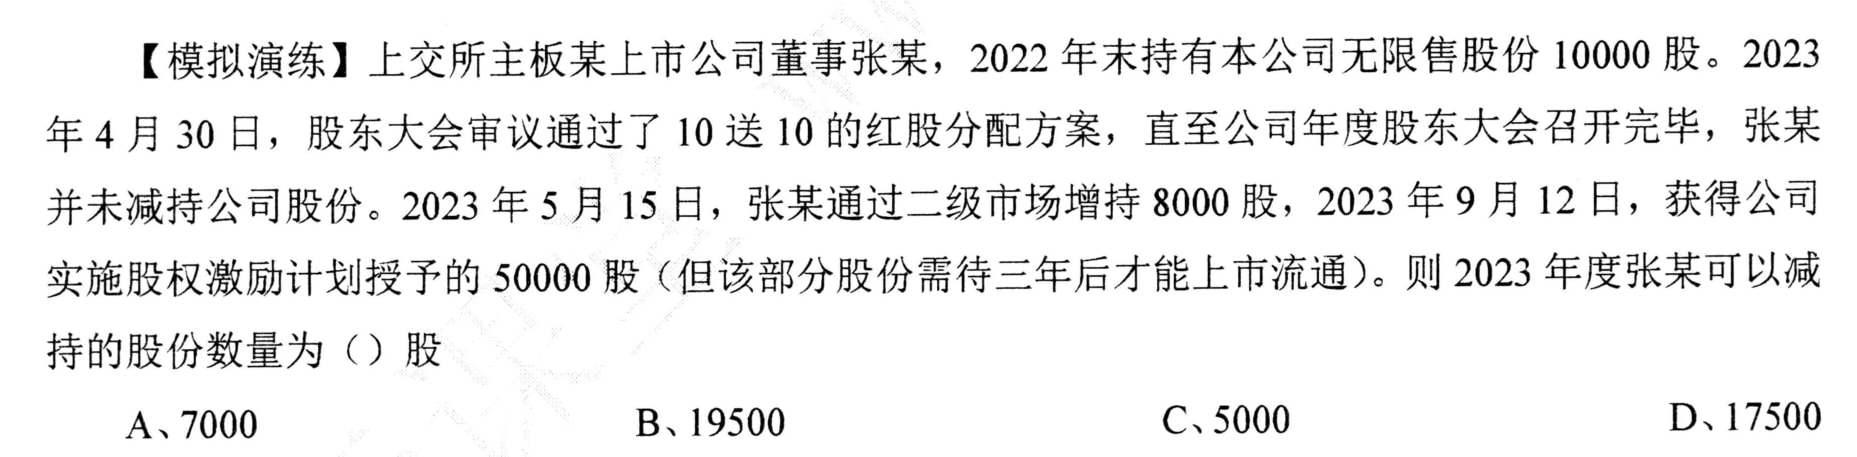 【模拟演练】上交所主板某上市公司董事张某，2022 年末持有本公司无限售股份 10000 股。2023
年 4 月 30 日，股东大会审议通过了 10 送 10 的红股分配方案，直至公司年度股东大会召开完毕，张某
并未减持公司股份。2023 年 5 月 15 日，张某通过二级市场增持 8000 股，2023 年 9 月 12 日，获得公司
实施股权激励计划授予的 50000 股（但该部分股份需待三年后才能上市流通）。则 2023 年度张某可以减
持的股份数量为（）股
A、7000 B、19500 C、5000 D、17500